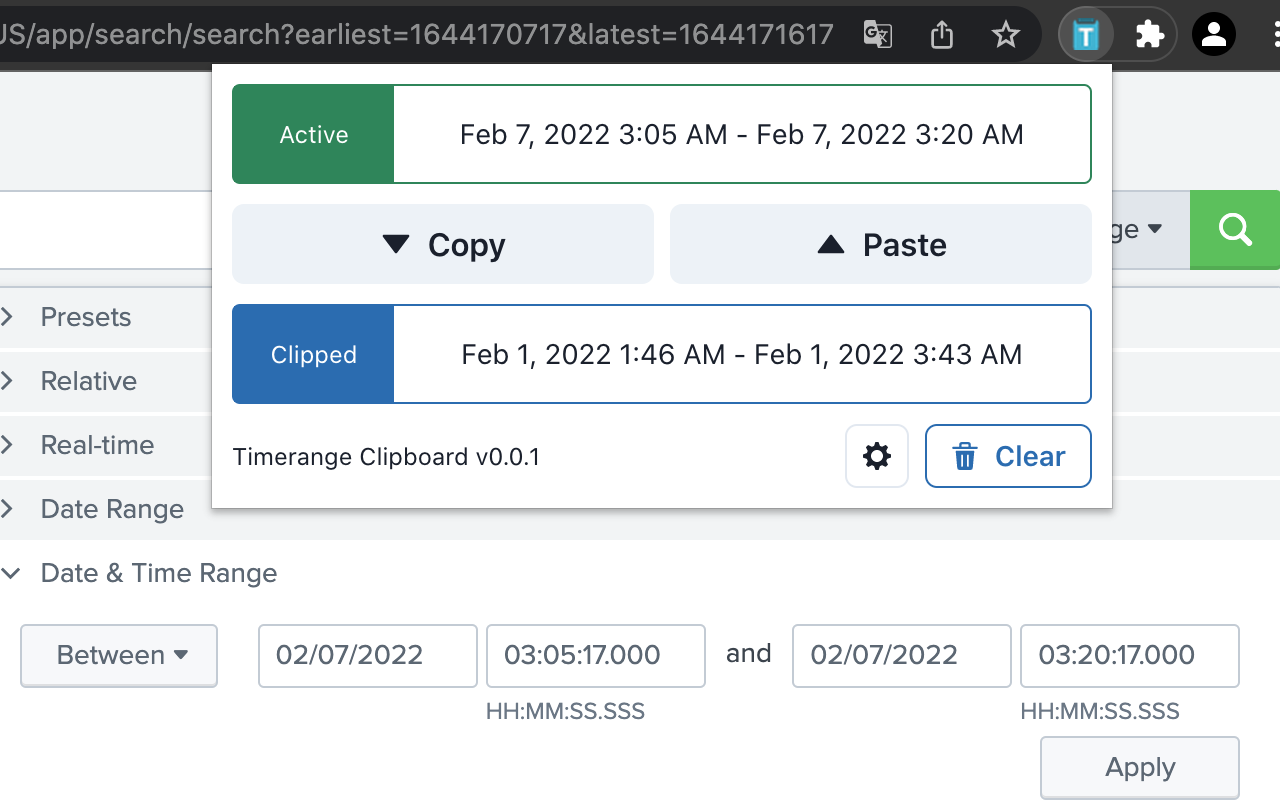 US/app/search/search?earliest=1644170717&latest=1644171617
T
Active
Feb 7, 2022 3:05 AM - Feb 7, 2022 3:20 AM
ge
Copy
Paste
Presets
Clipped
Feb 1, 2022 1:46 AM - Feb 1, 2022 3:43 AM
Relative
Real-time
Timerange Clipboard v0.0.1
Clear
Date Range
Date & Time Range
Between
02/07/2022
03:05:17.000
and
02/07/2022
03:20:17.000
HH:MM:SS.SSS
HH:MM:SS.SSS
Apply